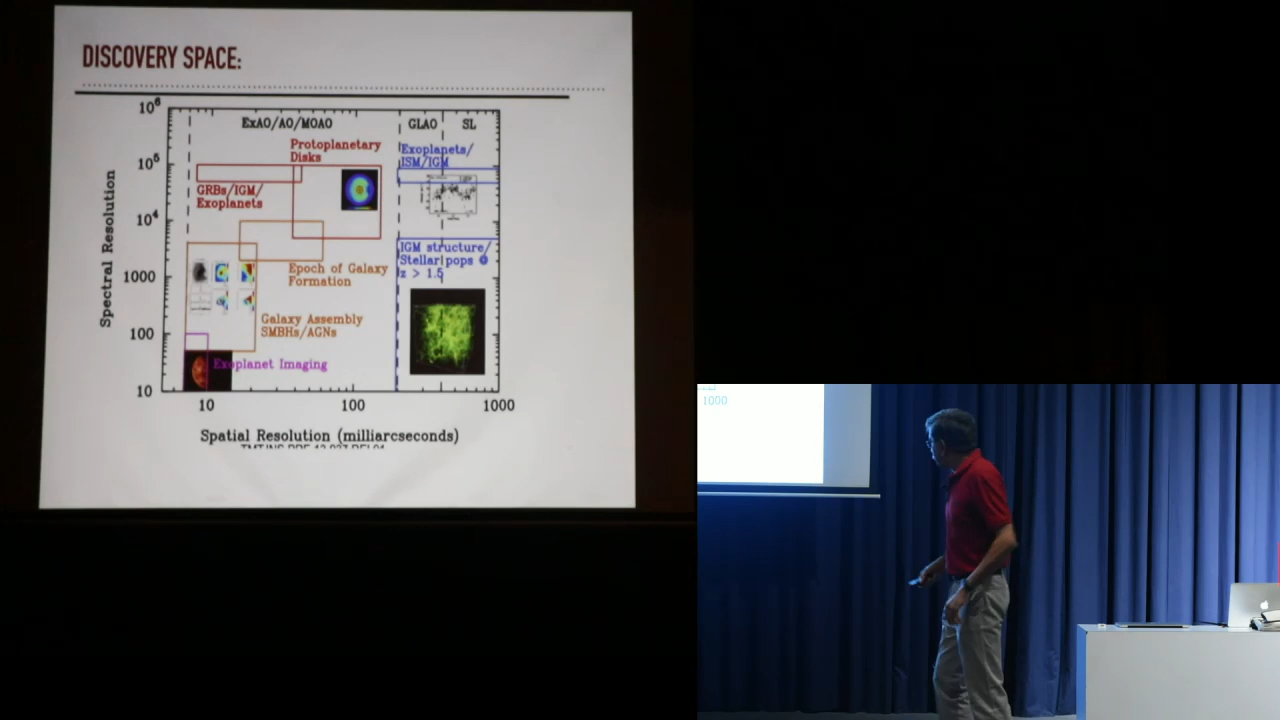 DISCOVERY SPACE:
10⁶
ExAO/AO/MOAO
GLAO
SL
Protoplanetary
Disks
Exoplanets/
ISM/IGM
10⁵
GRBs/IGM/
Exoplanets
10⁴
IGM structure/
Stellar pops @
z > 1.5
Epoch of Galaxy
Formation
1000
Galaxy Assembly
SMBHs/AGNs
100
Exoplanet Imaging
10
Spectral Resolution
10
100
1000
Spatial Resolution (milliarcseconds)
1000